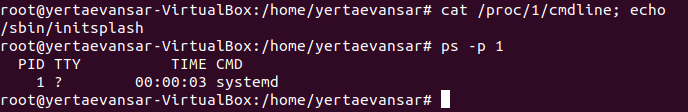 root@yertaevansar-VirtualBox:/home/yertaevansar# cat /proc/1/cmdline; echo
/sbin/initsplash
root@yertaevansar-VirtualBox:/home/yertaevansar# ps -p 1
  PID TTY          TIME CMD
    1 ?        00:00:03 systemd
root@yertaevansar-VirtualBox:/home/yertaevansar#